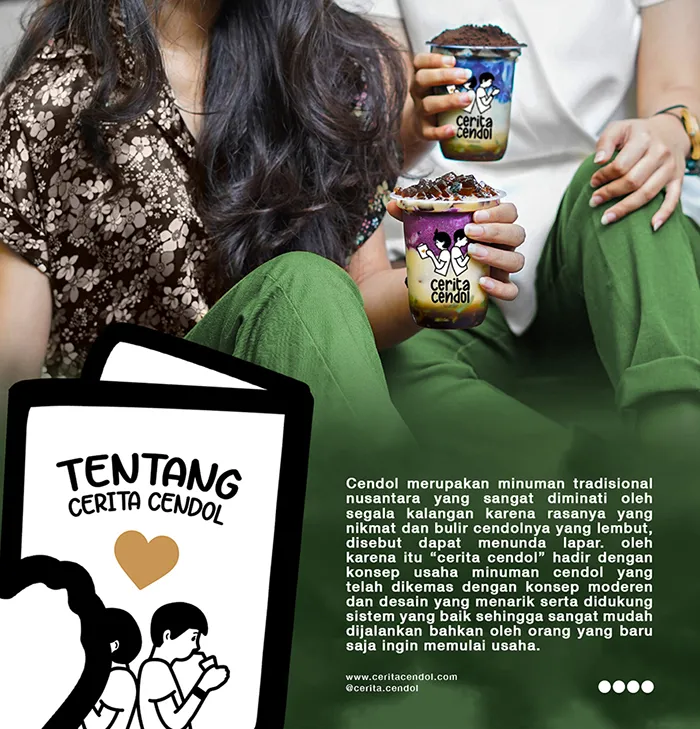 cerita
cendol
cerita
cendol
TENTANG
CERITA CENDOL
Cendol merupakan minuman tradisional
nusantara yang sangat diminati oleh
segala kalangan karena rasanya yang
nikmat dan bulir cendolnya yang lembut,
disebut dapat menunda lapar. oleh
karena itu “cerita cendol” hadir dengan
konsep usaha minuman cendol yang
telah dikemas dengan konsep moderen
dan desain yang menarik serta didukung
sistem yang baik sehingga sangat mudah
dijalankan bahkan oleh orang yang baru
saja ingin memulai usaha.
www.ceritacendol.com
@cerita.cendol